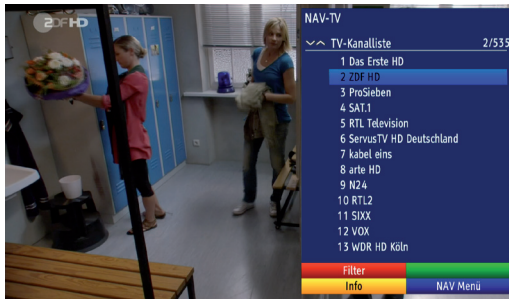 ZDF HD
NAV-TV
TV-Kanalliste 2/535
1 Das Erste HD
2 ZDF HD
3 ProSieben
4 SAT.1
5 RTL Television
6 ServusTV HD Deutschland
7 kabel eins
8 arte HD
9 N24
10 RTL2
11 SIXX
12 VOX
13 WDR HD Köln
Filter
Info NAV Menü